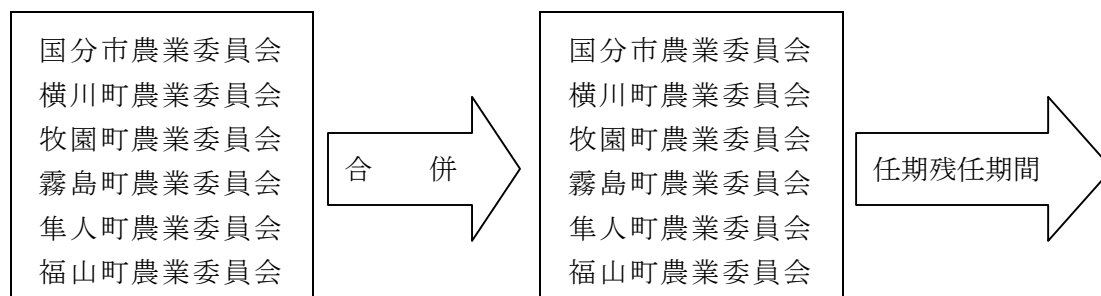 国分市農業委員会
横川町農業委員会
牧園町農業委員会
霧島町農業委員会
隼人町農業委員会
福山町農業委員会
合　併
国分市農業委員会
横川町農業委員会
牧園町農業委員会
霧島町農業委員会
隼人町農業委員会
福山町農業委員会
任期残任期間